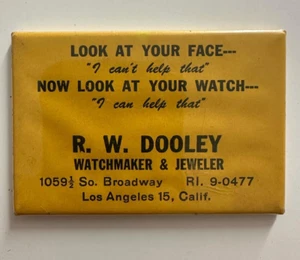 LOOK AT YOUR FACE---
"I can't help that"
NOW LOOK AT YOUR WATCH---
"I can help that"
R. W. DOOLEY
WATCHMAKER & JEWELER
1059½ So. Broadway RI. 9-0477
Los Angeles 15, Calif.